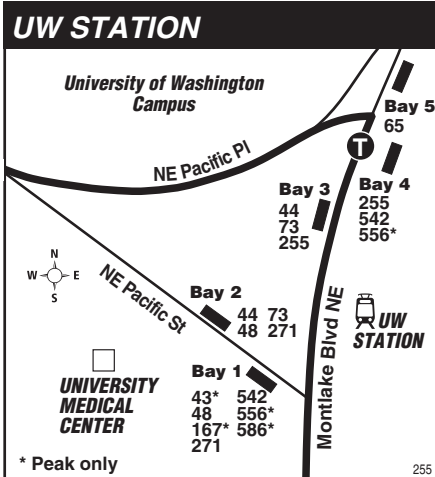 UW STATION
University of Washington
Campus
Bay 5
65
NE Pacific Pl
T
Bay 4
255
542
556*
Bay 3
44
73
255
N
W E
S
NE Pacific St
Bay 2
44 73
48 271
Montlake Blvd NE
UW
STATION
UNIVERSITY
MEDICAL
CENTER
Bay 1
43* 542
48 556*
167* 586*
271
* Peak only
255